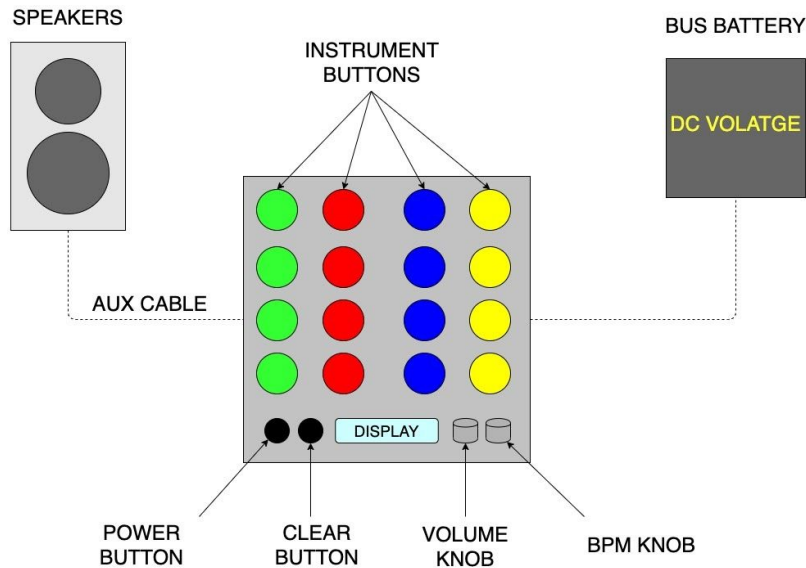 SPEAKERS
INSTRUMENT
BUTTONS
BUS BATTERY
DC VOLATGE
AUX CABLE
DISPLAY
POWER
BUTTON
CLEAR
BUTTON
VOLUME
KNOB
BPM KNOB